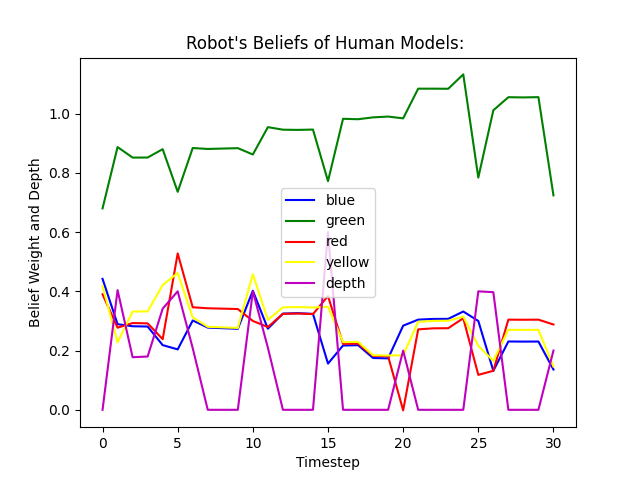 Robot's Beliefs of Human Models:
Belief Weight and Depth
1.0
0.8
0.6
0.4
0.2
0.0
blue
green
red
yellow
depth
0 5 10 15 20 25 30
Timestep